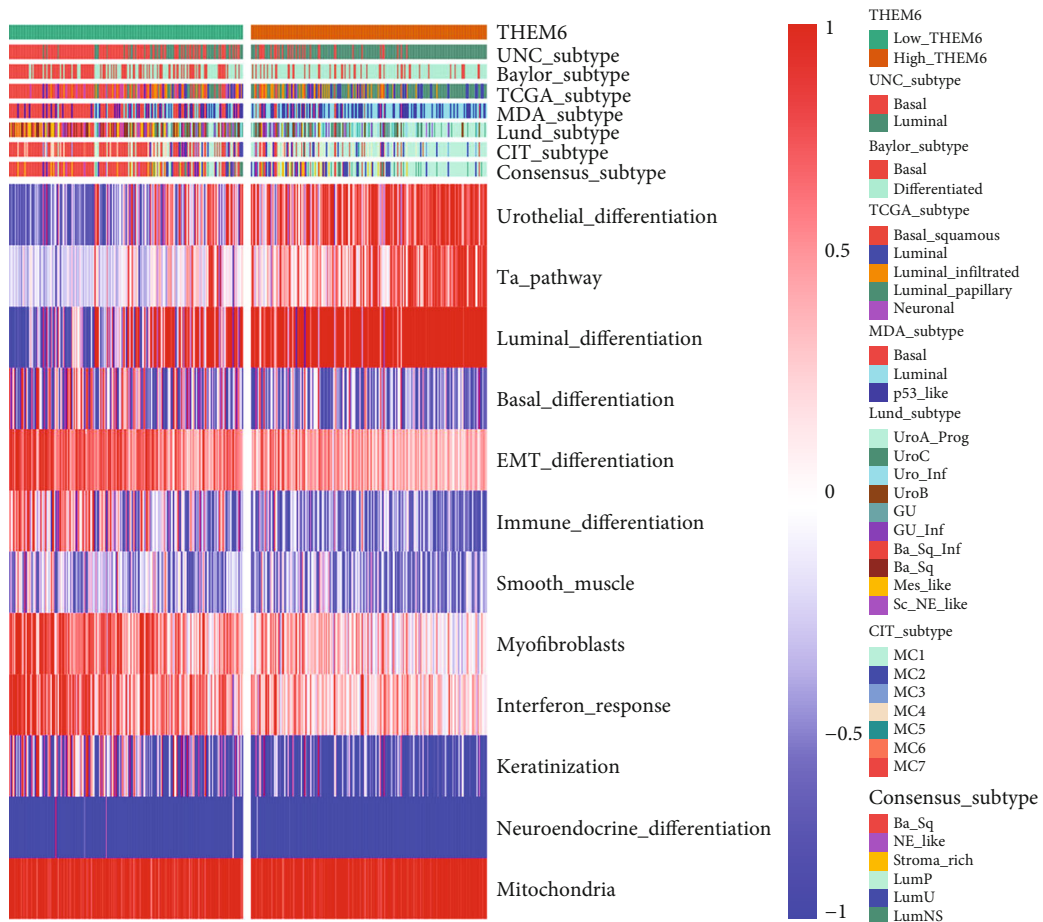 THEM6
UNC_subtype
Baylor_subtype
TCGA_subtype
MDA_subtype
Lund_subtype
CIT_subtype
Consensus_subtype
Urothelial_differentiation
Ta_pathway
Luminal_differentiation
Basal_differentiation
EMT_differentiation
Immune_differentiation
Smooth_muscle
Myofibroblasts
Interferon_response
Keratinization
Neuroendocrine_differentiation
Mitochondria
1
0.5
0
−0.5
−1
THEM6
Low_THEM6
High_THEM6
UNC_subtype
Basal
Luminal
Baylor_subtype
Basal
Differentiated
TCGA_subtype
Basal_squamous
Luminal
Luminal_infiltrated
Luminal_papillary
Neuronal
MDA_subtype
Basal
Luminal
p53_like
Lund_subtype
UroA_Prog
UroC
Uro_Inf
UroB
GU
GU_Inf
Ba_Sq_Inf
Ba_Sq
Mes_like
Sc_NE_like
CIT_subtype
MC1
MC2
MC3
MC4
MC5
MC6
MC7
Consensus_subtype
Ba_Sq
NE_like
Stroma_rich
LumP
LumU
LumNS